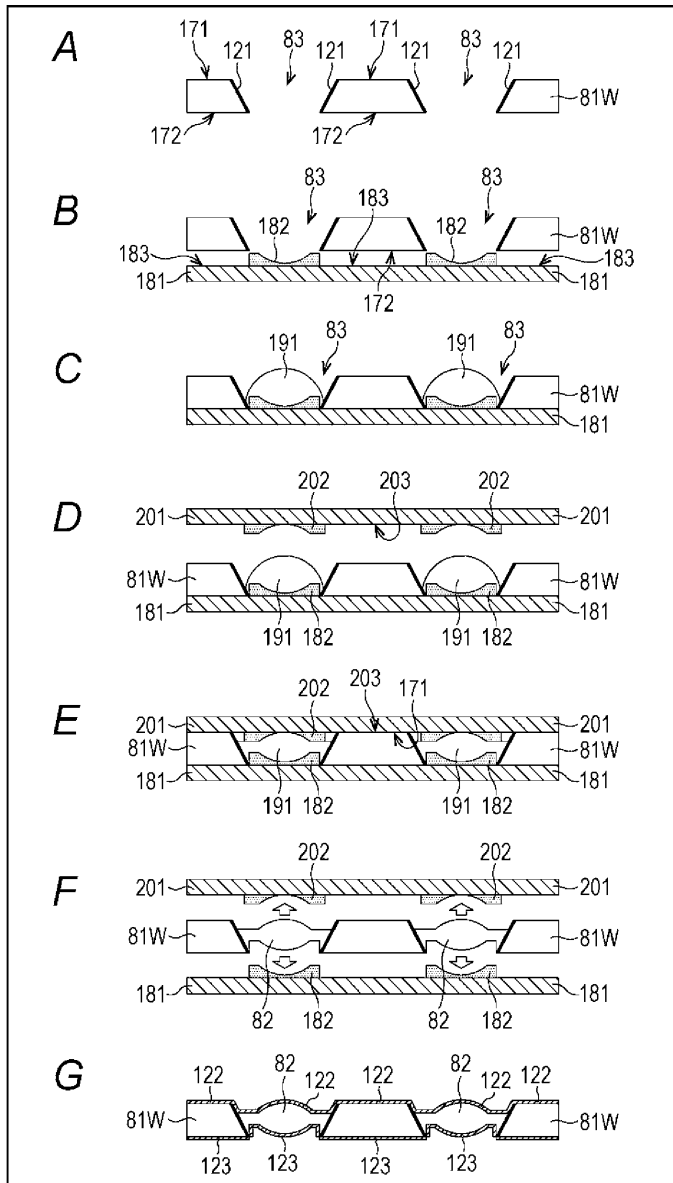 A
171 83 171 83
121 121 121 121
81W
172 172
B
83 83
182 183 182
81W
183 183
181 172 181
C
191 83 191 83
81W
181
D
202 203 202
201 201
81W 81W
181 181
191 182 191 182
E
203
202 171 202
201 201
81W 81W
181 181
191 182 191 182
F
202 202
201 201
81W 81W
181 181
82 182 82 182
G
82 82
122 122 122 122 122
81W 81W
123 123 123 123